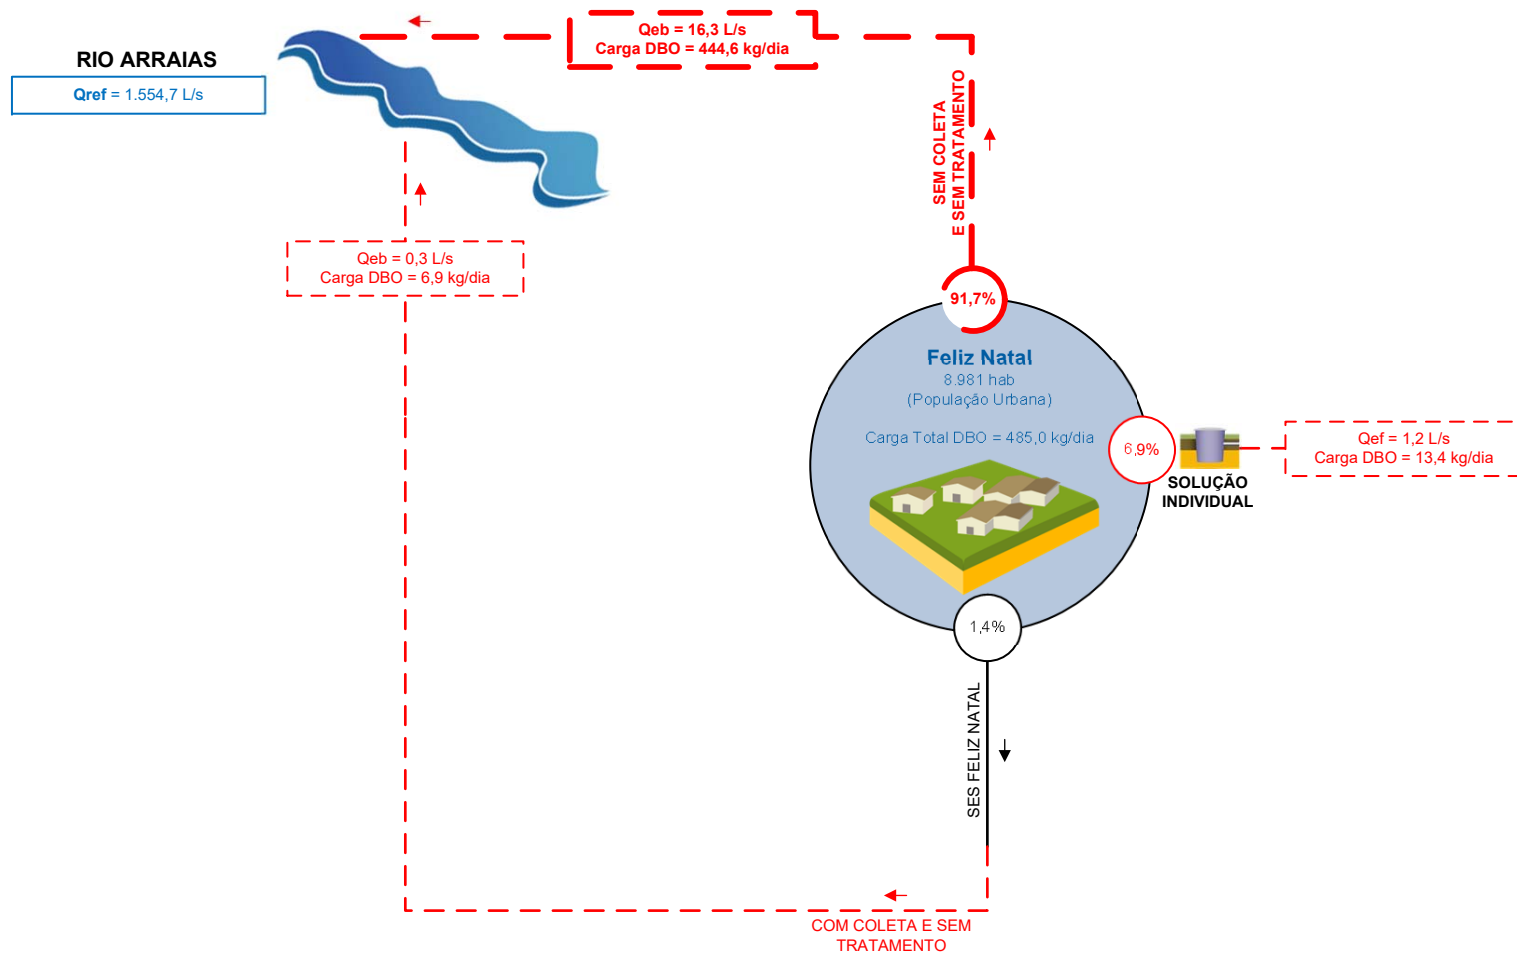 Qeb = 16,3 L/s
Carga DBO = 444,6 kg/dia
RIO ARRAIAS
Qref = 1.554,7 L/s
SEM COLETA
E SEM TRATAMENTO
Qeb = 0,3 L/s
Carga DBO = 6,9 kg/dia
91,7%
Feliz Natal
8.981 hab
(População Urbana)
Carga Total DBO = 485,0 kg/dia
6,9%
SOLUÇÃO
INDIVIDUAL
Qef = 1,2 L/s
Carga DBO = 13,4 kg/dia
1,4%
SES FELIZ NATAL
COM COLETA E SEM
TRATAMENTO